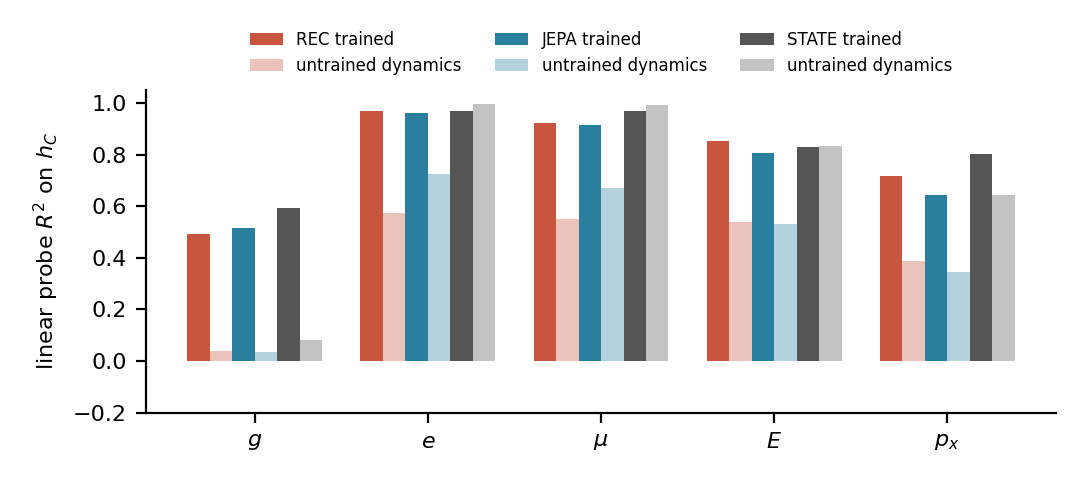 REC trained JEPA trained STATE trained
untrained dynamics untrained dynamics untrained dynamics
linear probe R² on h_C
1.0
0.8
0.6
0.4
0.2
0.0
−0.2
g e μ E p_x